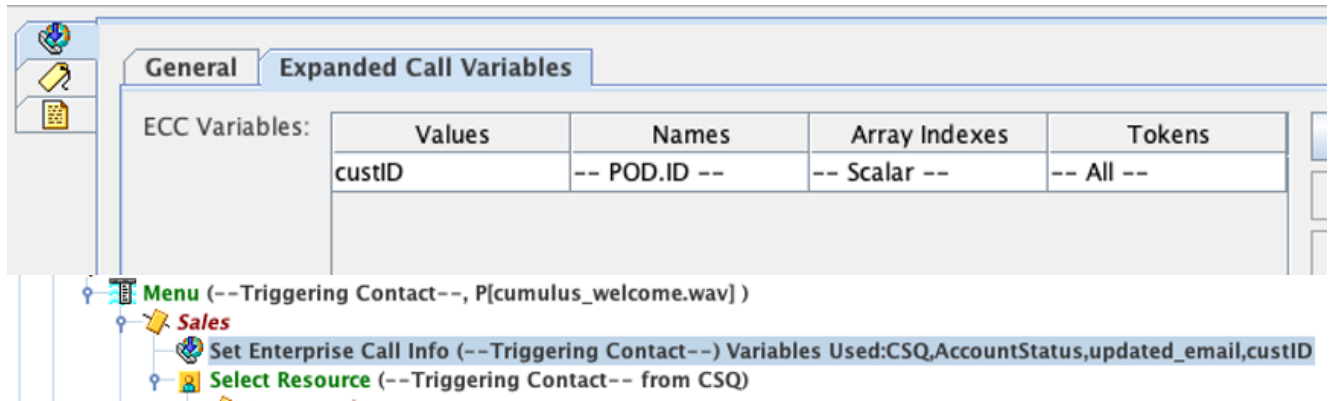 General Expanded Call Variables
ECC Variables: Values Names Array Indexes Tokens
custID -- POD.ID -- -- Scalar -- -- All --
Menu (--Triggering Contact--, P[cumulus_welcome.wav] )
Sales
Set Enterprise Call Info (--Triggering Contact--) Variables Used:CSQ,AccountStatus,updated_email,custID
Select Resource (--Triggering Contact-- from CSQ)